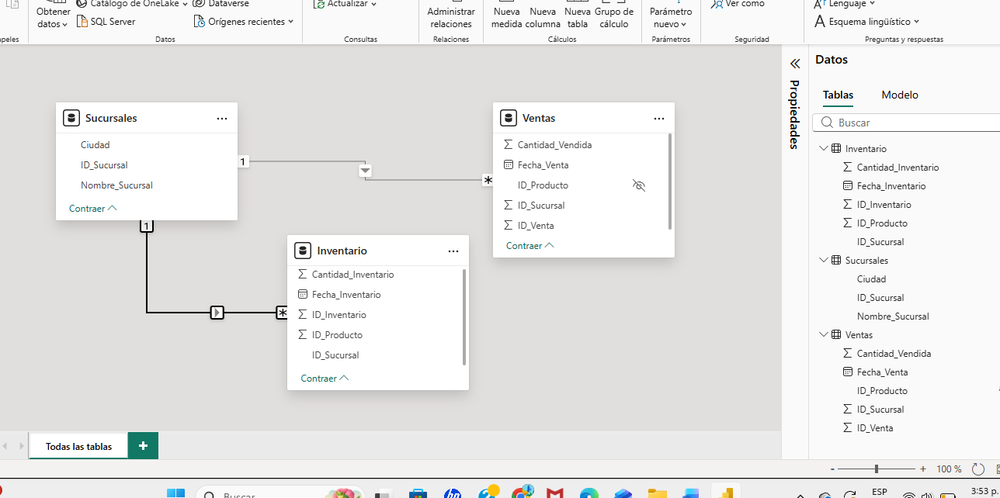 Catálogo de OneLake
Dataverse
Actualizar
Ver como
Lenguaje
Obtener
datos
SQL Server
Orígenes recientes
Administrar
relaciones
Nueva
medida
Nueva
columna
Nueva
tabla
Grupo de
cálculo
Parámetro
nuevo
Esquema lingüístico
peles
Datos
Consultas
Relaciones
Cálculos
Parámetros
Seguridad
Preguntas y respuestas
Sucursales
...
Ciudad
ID_Sucursal
Nombre_Sucursal
Contraer
1
1
*
*
Ventas
...
Cantidad_Vendida
Fecha_Venta
ID_Producto
ID_Sucursal
ID_Venta
Contraer
Inventario
...
Cantidad_Inventario
Fecha_Inventario
ID_Inventario
ID_Producto
ID_Sucursal
Contraer
Propiedades
Datos
Tablas
Modelo
Buscar
Inventario
Cantidad_Inventario
Fecha_Inventario
ID_Inventario
ID_Producto
ID_Sucursal
Sucursales
Ciudad
ID_Sucursal
Nombre_Sucursal
Ventas
Cantidad_Vendida
Fecha_Venta
ID_Producto
ID_Sucursal
ID_Venta
Todas las tablas
+
- + 100 %
Buscar
hp
ESP
3:53 p.